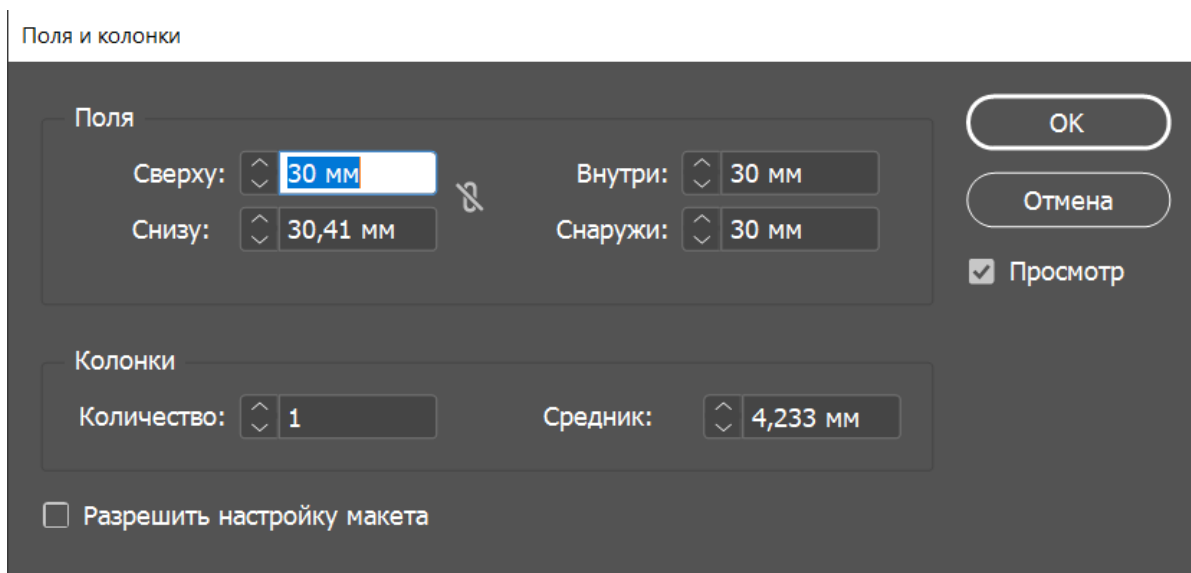 Поля и колонки
Поля
Сверху: 30 мм Внутри: 30 мм
Снизу: 30,41 мм Снаружи: 30 мм
Колонки
Количество: 1 Средник: 4,233 мм
Разрешить настройку макета
OK
Отмена
Просмотр